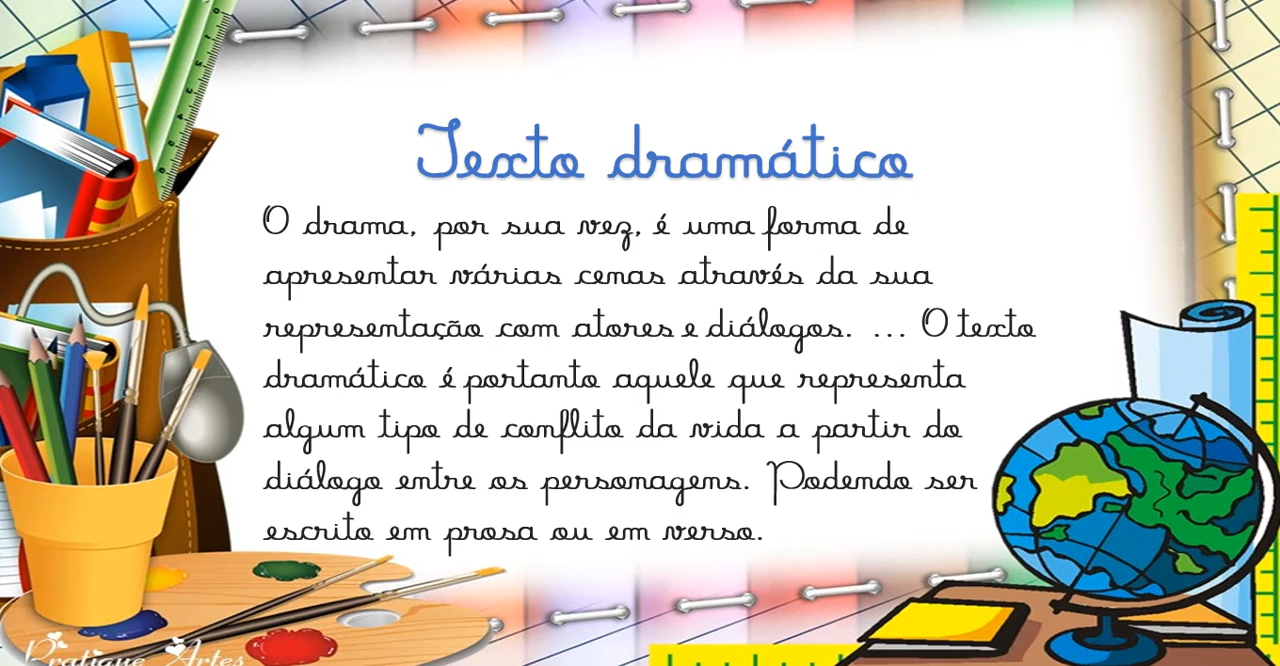 Texto dramático
O drama, por sua vez, é uma forma de
apresentar várias cenas através da sua
representação com atores e diálogos. ... O texto
dramático é portanto aquele que representa
algum tipo de conflito da vida a partir do
diálogo entre os personagens. Podendo ser
escrito em prosa ou em verso.
Pratique Artes